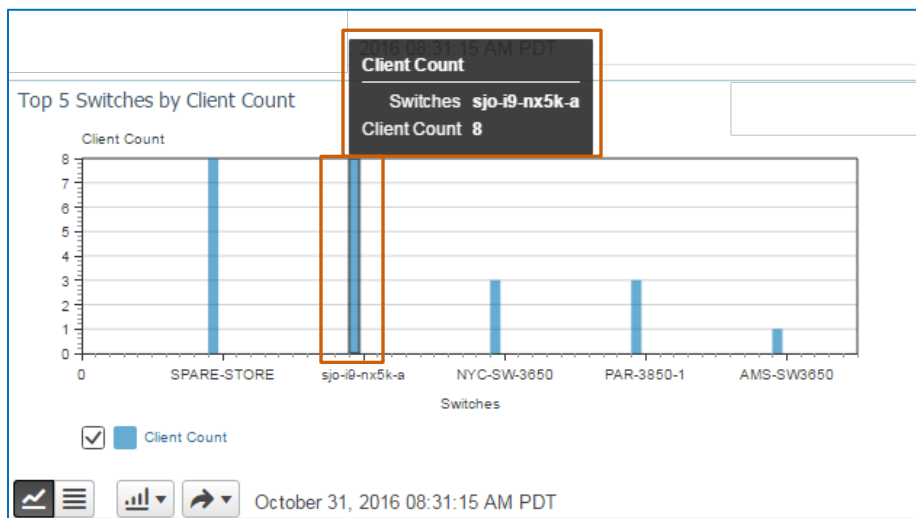 , 2016 08:31:15 AM PDT
Client Count
Switches sjo-i9-nx5k-a
Client Count 8
Top 5 Switches by Client Count
Client Count
8
7
6
5
4
3
2
1
0
0 SPARE-STORE sjo-i9-nx5k-a NYC-SW-3650 PAR-3850-1 AMS-SW3650
Switches
Client Count
October 31, 2016 08:31:15 AM PDT